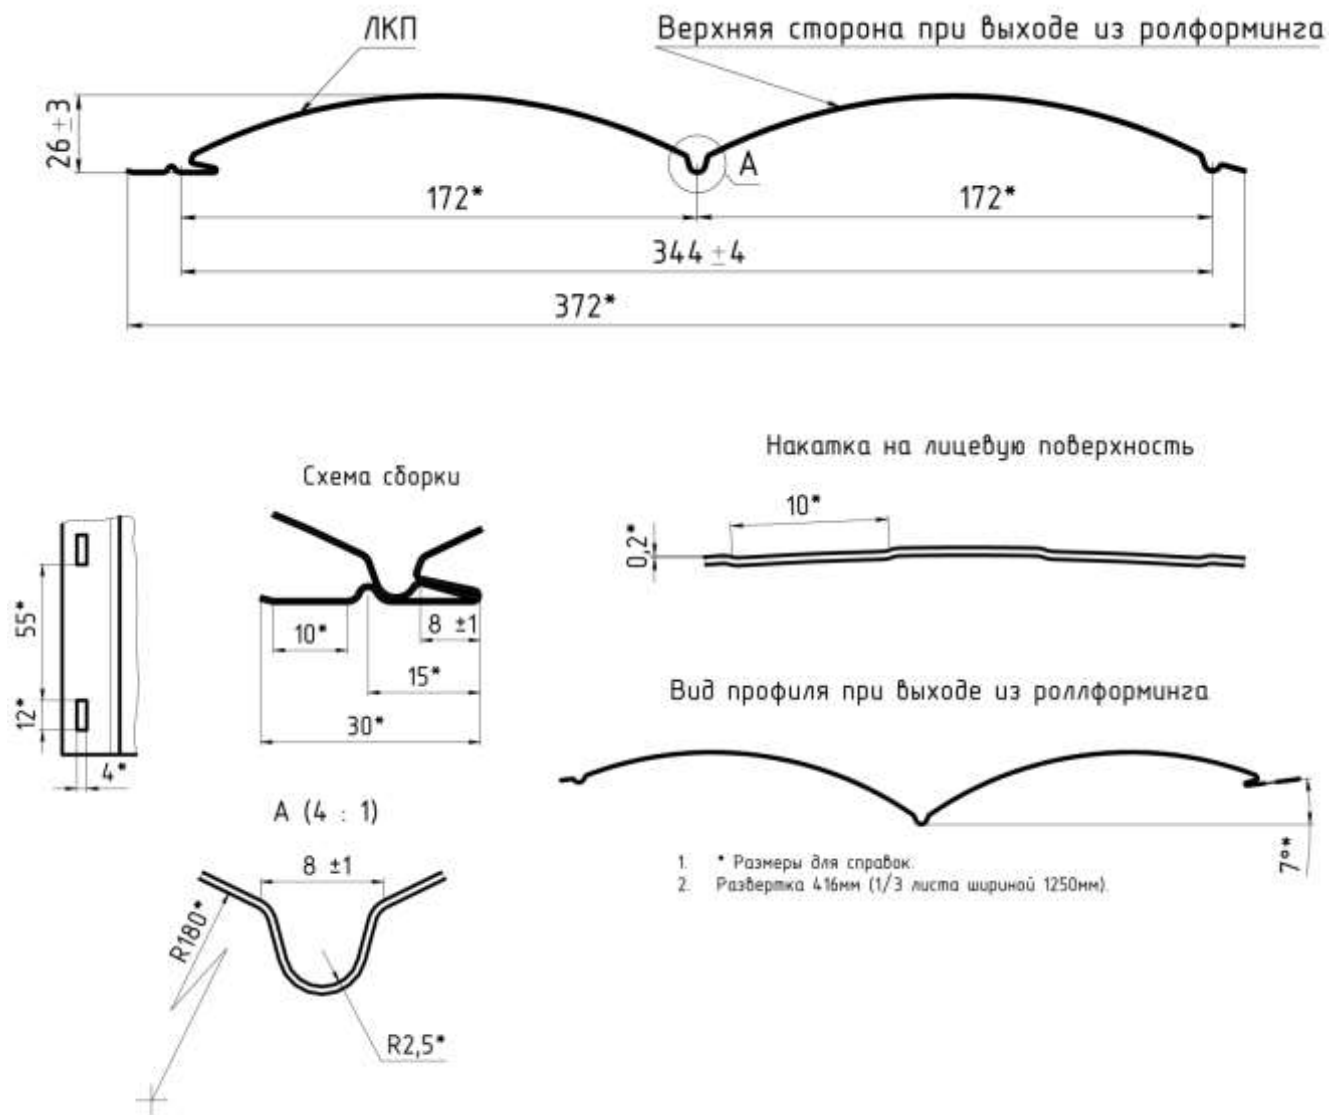 ЛКП
Верхняя сторона при выходе из ролформинга
26±3
А
172*
172*
344±4
372*
Накатка на лицевую поверхность
Схема сборки
10*
0,2*
55*
12*
4*
10*
8 ±1
15*
30*
Вид профиля при выходе из роллформинга
7°*
А (4 : 1)
8 ±1
R180*
R2,5*
1. * Размеры для справок.
2. Развертка 416мм (1/3 листа шириной 1250мм).